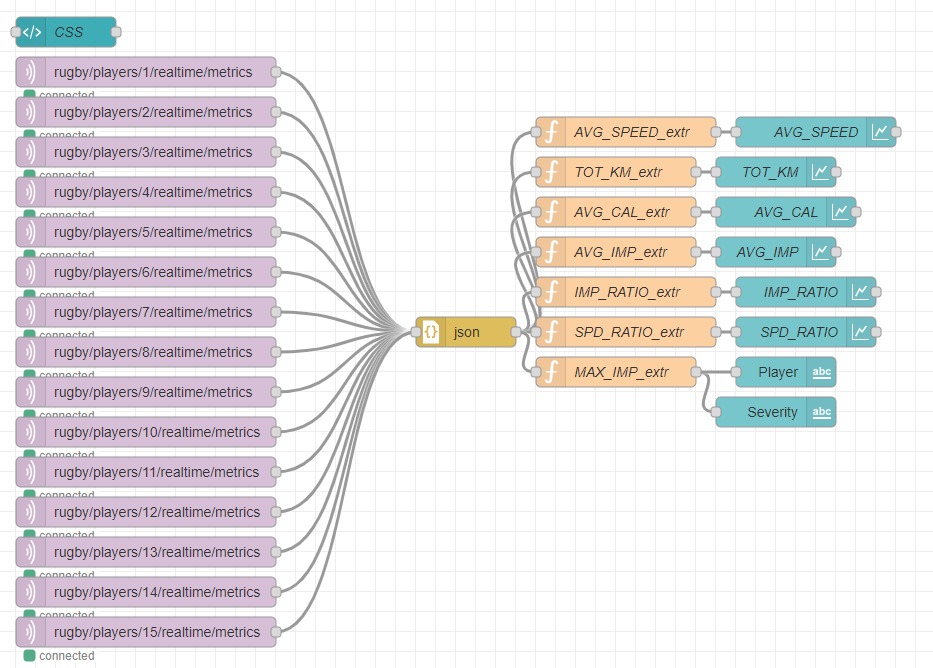 </> CSS
rugby/players/1/realtime/metrics
connected
rugby/players/2/realtime/metrics
connected
rugby/players/3/realtime/metrics
connected
rugby/players/4/realtime/metrics
connected
rugby/players/5/realtime/metrics
connected
rugby/players/6/realtime/metrics
connected
rugby/players/7/realtime/metrics
connected
rugby/players/8/realtime/metrics
connected
rugby/players/9/realtime/metrics
connected
rugby/players/10/realtime/metrics
connected
rugby/players/11/realtime/metrics
connected
rugby/players/12/realtime/metrics
connected
rugby/players/13/realtime/metrics
connected
rugby/players/14/realtime/metrics
connected
rugby/players/15/realtime/metrics
connected
{} json
f AVG_SPEED_extr
AVG_SPEED
f TOT_KM_extr
TOT_KM
f AVG_CAL_extr
AVG_CAL
f AVG_IMP_extr
AVG_IMP
f IMP_RATIO_extr
IMP_RATIO
f SPD_RATIO_extr
SPD_RATIO
f MAX_IMP_extr
Player abc
Severity abc